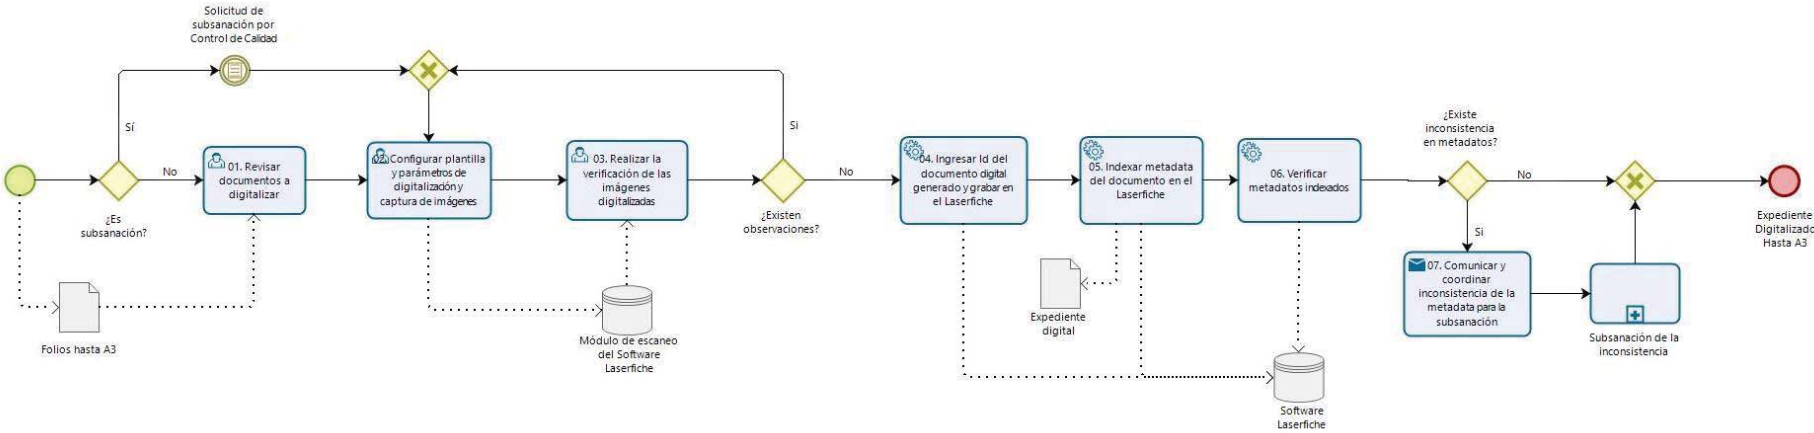 Solicitud de
subsanación por
Control de Calidad
Sí
No
¿Es
subsanación?
01. Revisar
documentos a
digitalizar
Folios hasta A3
02. Configurar plantilla
y parámetros de
digitalización y
captura de imágenes
03. Realizar la
verificación de las
imágenes
digitalizadas
Módulo de escaneo
del Software
Laserfiche
Si
No
¿Existen
observaciones?
04. Ingresar Id del
documento digital
generado y grabar en
el Laserfiche
05. Indexar metadata
del documento en el
Laserfiche
Expediente
digital
06. Verificar
metadatos indexados
Software
Laserfiche
¿Existe
inconsistencia
en metadatos?
No
Si
07. Comunicar y
coordinar
inconsistencia de la
metadata para la
subsanación
Subsanación de la
inconsistencia
Expediente
Digitalizado
Hasta A3